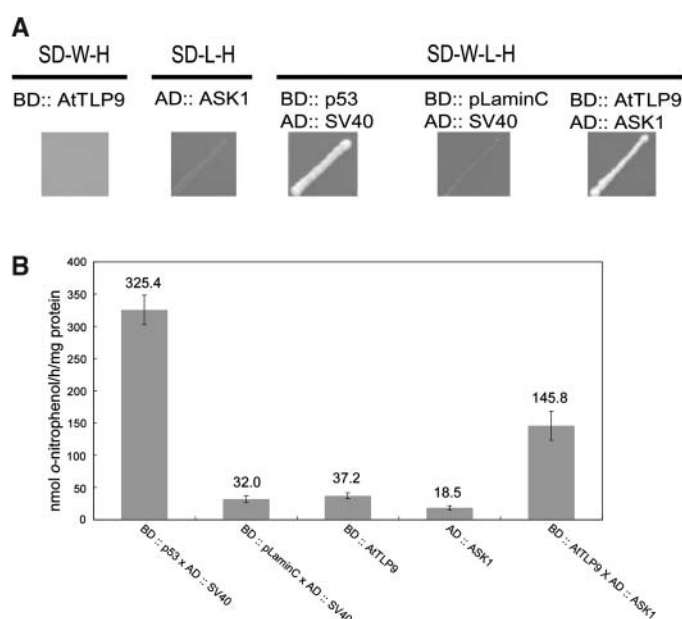 A
SD-W-H SD-L-H SD-W-L-H
BD:: AtTLP9 AD:: ASK1 BD:: p53 BD:: pLaminC BD:: AtTLP9
AD:: SV40 AD:: SV40 AD:: ASK1
B
nmol o-nitrophenol/h/mg protein
400
350
300
250
200
150
100
50
0
325.4
32.0
37.2
18.5
145.8
BD :: p53 x AD :: SV40
BD :: pLaminC x AD :: SV40
BD :: AtTLP9
AD :: ASK1
BD :: AtTLP9 X AD :: ASK1